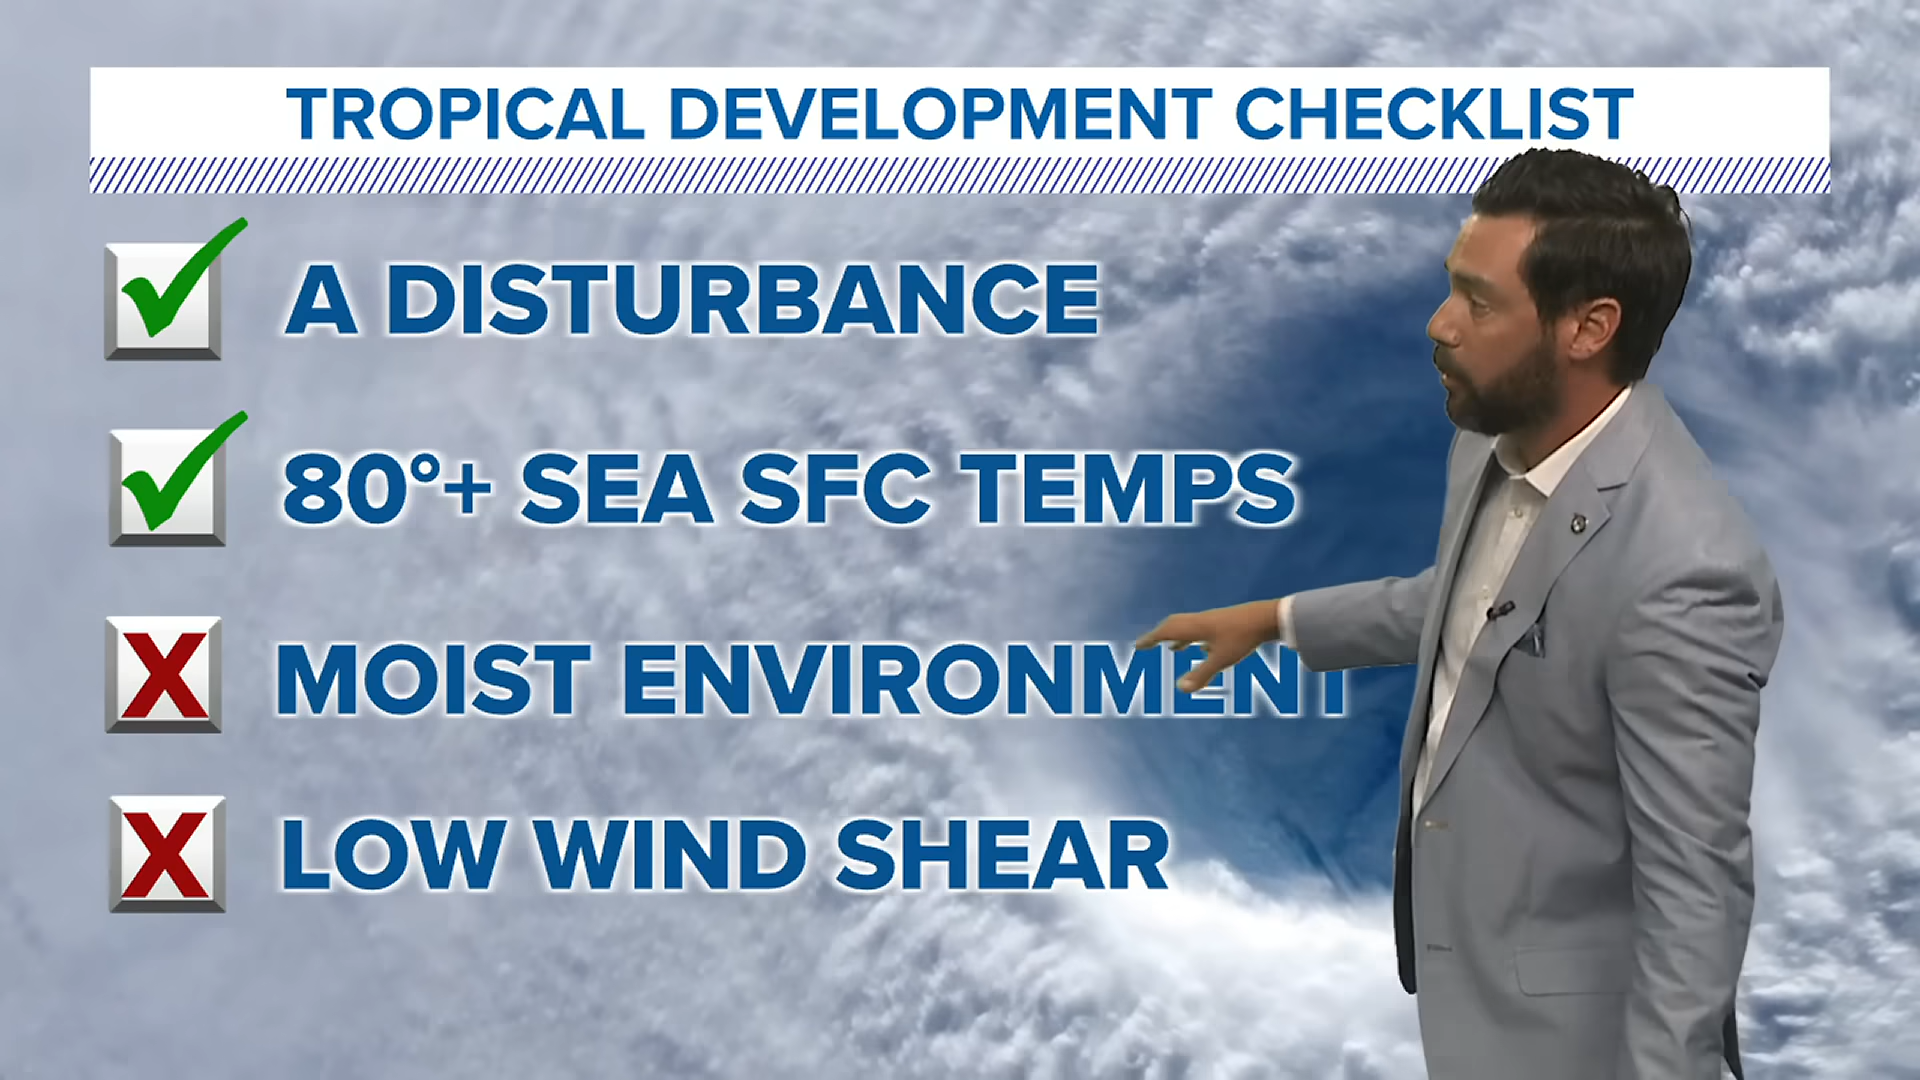 TROPICAL DEVELOPMENT CHECKLIST
A DISTURBANCE
80°+ SEA SFC TEMPS
X MOIST ENVIRONMENT
X LOW WIND SHEAR